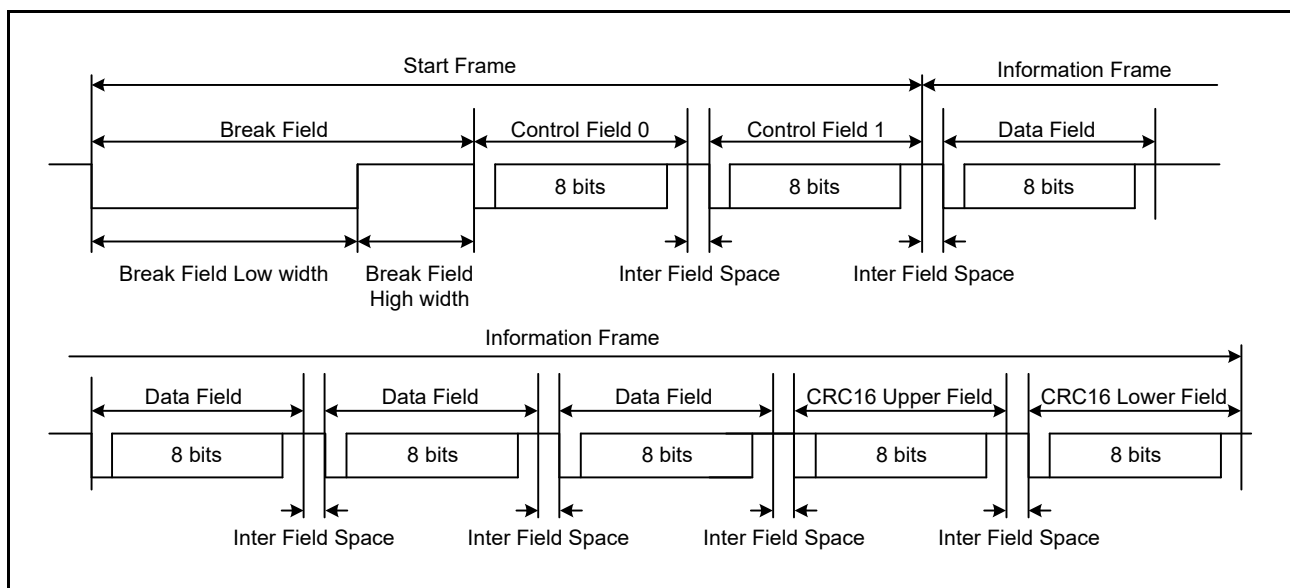 Start Frame
Information Frame
Break Field
Control Field 0
Control Field 1
Data Field
8 bits
8 bits
8 bits
Break Field Low width
Break Field
High width
Inter Field Space
Inter Field Space
Information Frame
Data Field
Data Field
Data Field
CRC16 Upper Field
CRC16 Lower Field
8 bits
8 bits
8 bits
8 bits
8 bits
Inter Field Space
Inter Field Space
Inter Field Space
Inter Field Space